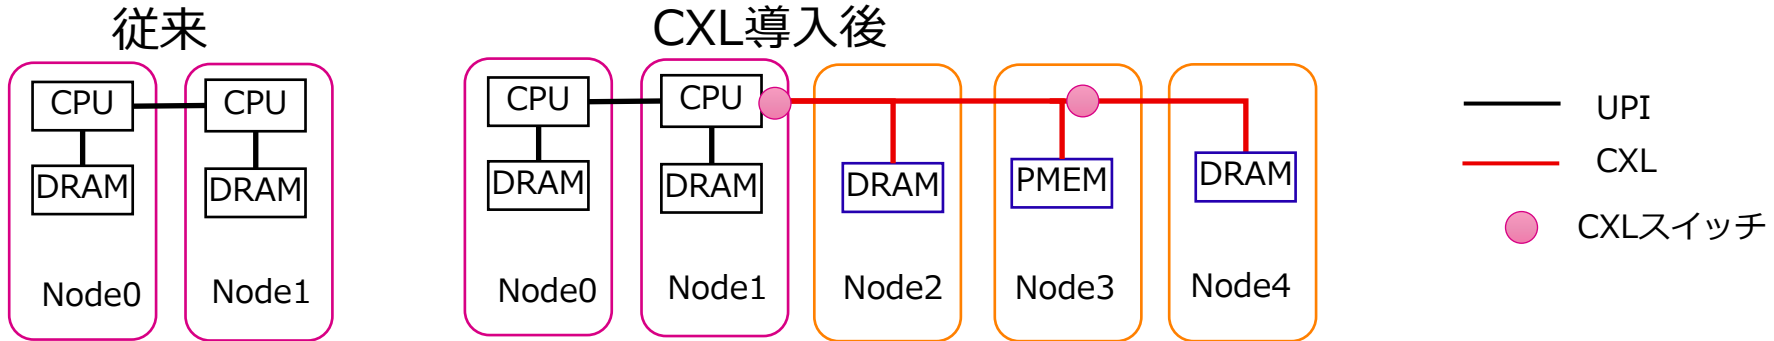 従来
CPU
CPU
DRAM
DRAM
Node0
Node1
CXL導入後
CPU
CPU
DRAM
DRAM
DRAM
PMEM
DRAM
Node0
Node1
Node2
Node3
Node4
UPI
CXL
CXLスイッチ